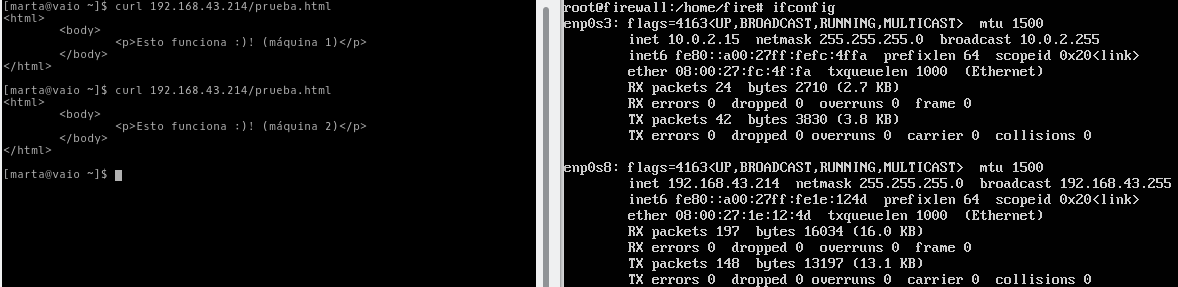 [marta@vaio ~]$ curl 192.168.43.214/prueba.html
<html>
<body>
<p>Esto funciona :)! (máquina 1)</p>
</body>
</html>
[marta@vaio ~]$ curl 192.168.43.214/prueba.html
<html>
<body>
<p>Esto funciona :)! (máquina 2)</p>
</body>
</html>
[marta@vaio ~]$
root@firewall:/home/fire# ifconfig
enp0s3: flags=4163<UP,BROADCAST,RUNNING,MULTICAST>  mtu 1500
inet 10.0.2.15  netmask 255.255.255.0  broadcast 10.0.2.255
inet6 fe80::a00:27ff:fefc:4ffa  prefixlen 64  scopeid 0x20<link>
ether 08:00:27:fc:4f:fa  txqueuelen 1000  (Ethernet)
RX packets 24  bytes 2710 (2.7 KB)
RX errors 0  dropped 0  overruns 0  frame 0
TX packets 42  bytes 3830 (3.8 KB)
TX errors 0  dropped 0 overruns 0  carrier 0  collisions 0
enp0s8: flags=4163<UP,BROADCAST,RUNNING,MULTICAST>  mtu 1500
inet 192.168.43.214  netmask 255.255.255.0  broadcast 192.168.43.255
inet6 fe80::a00:27ff:fe1e:124d  prefixlen 64  scopeid 0x20<link>
ether 08:00:27:1e:12:4d  txqueuelen 1000  (Ethernet)
RX packets 197  bytes 16034 (16.0 KB)
RX errors 0  dropped 0  overruns 0  frame 0
TX packets 148  bytes 13197 (13.1 KB)
TX errors 0  dropped 0 overruns 0  carrier 0  collisions 0